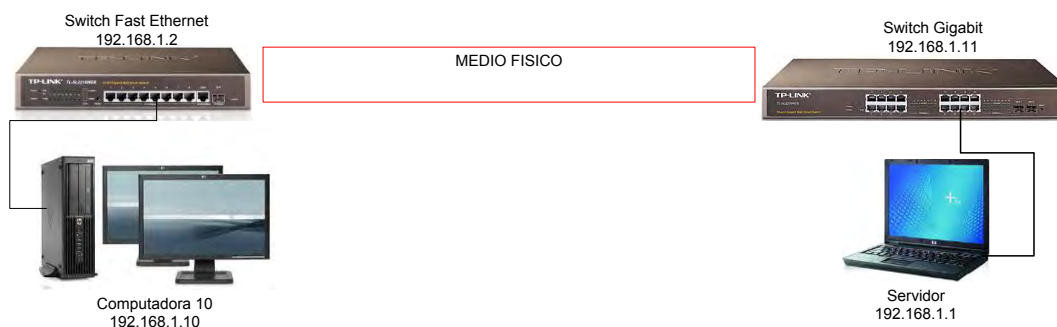 Switch Fast Ethernet
192.168.1.2
TP-LINK
MEDIO FISICO
Switch Gigabit
192.168.1.11
TP-LINK
Computadora 10
192.168.1.10
Servidor
192.168.1.1